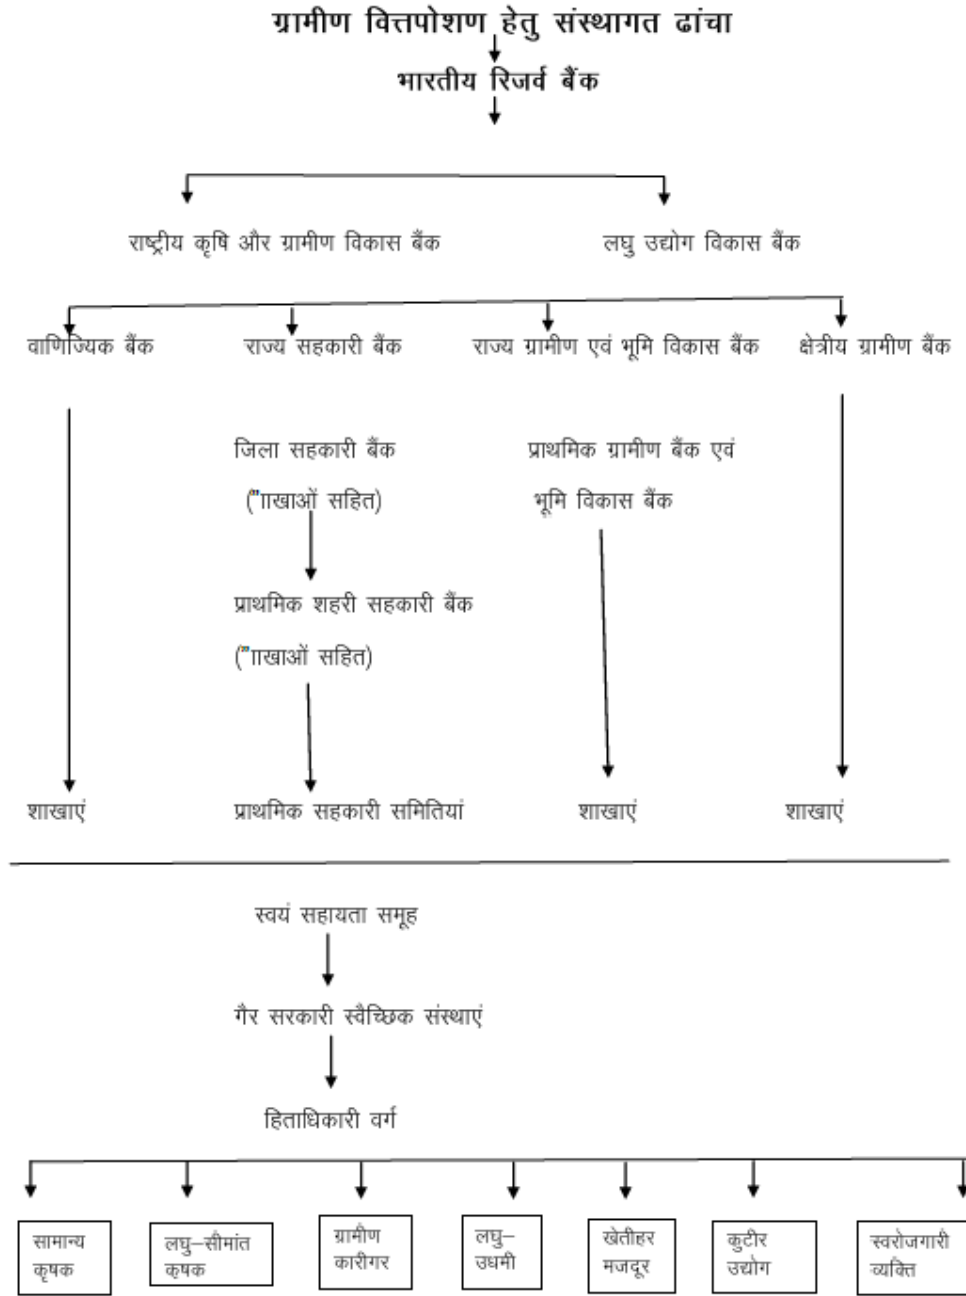 ग्रामीण वित्तपोशण हेतु संस्थागत ढांचा
भारतीय रिजर्व बैंक
राष्ट्रीय कृषि और ग्रामीण विकास बैंक लघु उद्योग विकास बैंक
वाणिज्यिक बैंक राज्य सहकारी बैंक राज्य ग्रामीण एवं भूमि विकास बैंक क्षेत्रीय ग्रामीण बैंक
जिला सहकारी बैंक प्राथमिक ग्रामीण बैंक एवं
("ााखाओं सहित) भूमि विकास बैंक
प्राथमिक शहरी सहकारी बैंक
("ााखाओं सहित)
शाखाएं प्राथमिक सहकारी समितियां शाखाएं शाखाएं
स्वयं सहायता समूह
गैर सरकारी स्वैच्छिक संस्थाएं
हिताधिकारी वर्ग
सामान्य
कृषक
लघु–सीमांत
कृषक
ग्रामीण
कारीगर
लघु–
उधमी
खेतीहर
मजदूर
कुटीर
उद्योग
स्वरोजगारी
व्यक्ति